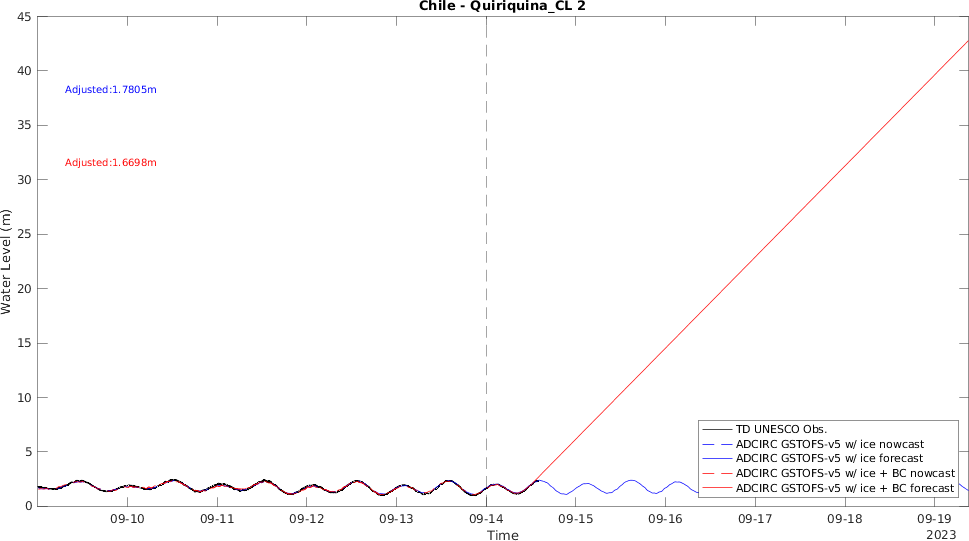 Chile - Quiriquina_CL 2
45
40
35
30
25
20
15
10
5
0
Water Level (m)
Adjusted:1.7805m
Adjusted:1.6698m
TD UNESCO Obs.
ADCIRC GSTOFS-v5 w/ ice nowcast
ADCIRC GSTOFS-v5 w/ ice forecast
ADCIRC GSTOFS-v5 w/ ice + BC nowcast
ADCIRC GSTOFS-v5 w/ ice + BC forecast
09-10 09-11 09-12 09-13 09-14 09-15 09-16 09-17 09-18 09-19
Time
2023